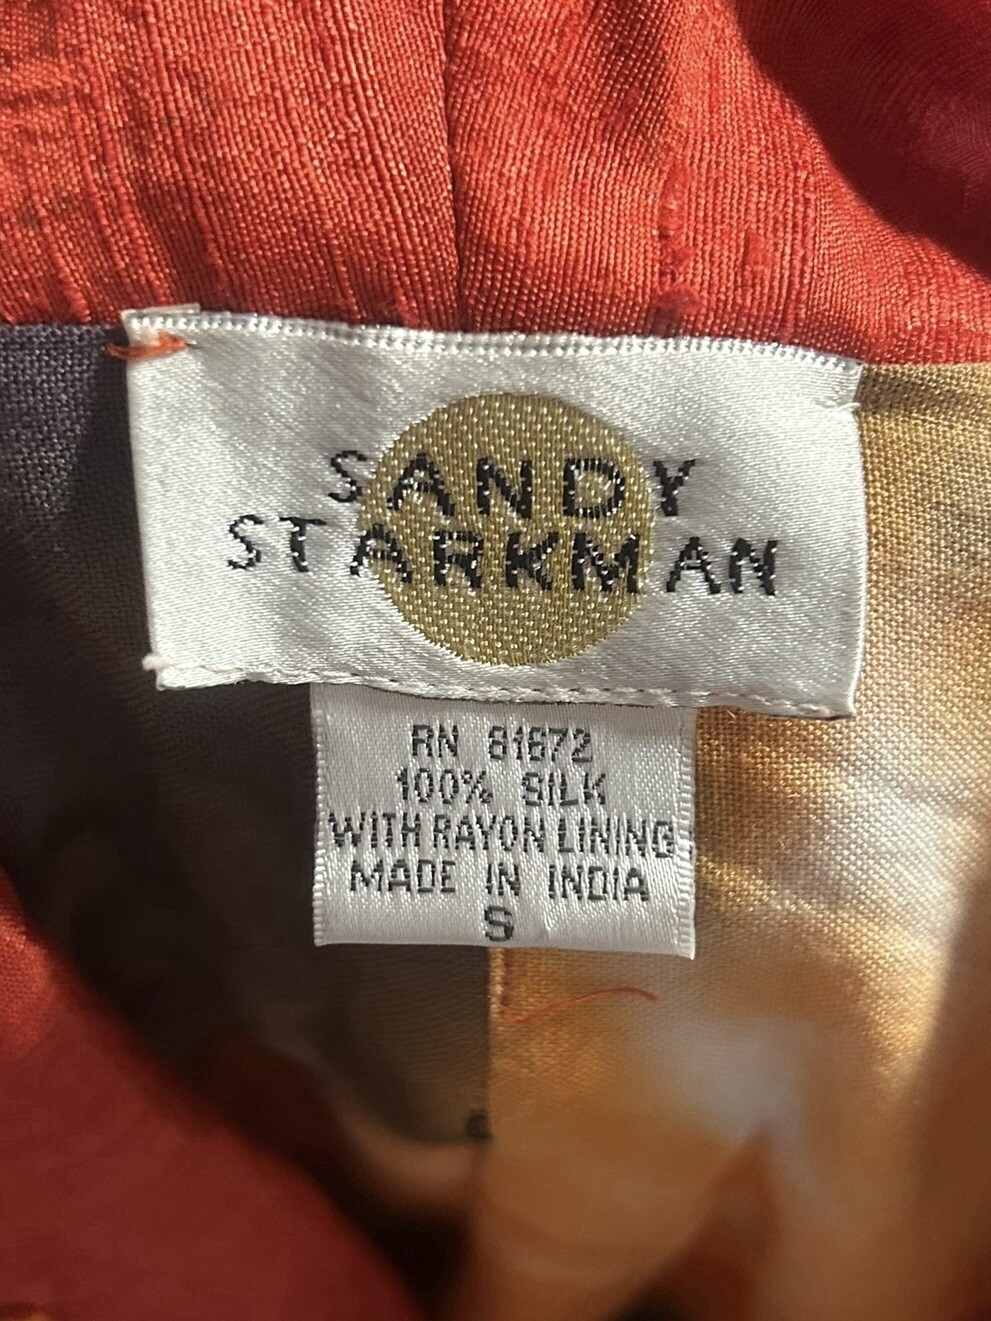 SANDY
STARKMAN
RN 81672
100% SILK
WITH RAYON LINING
MADE IN INDIA
S